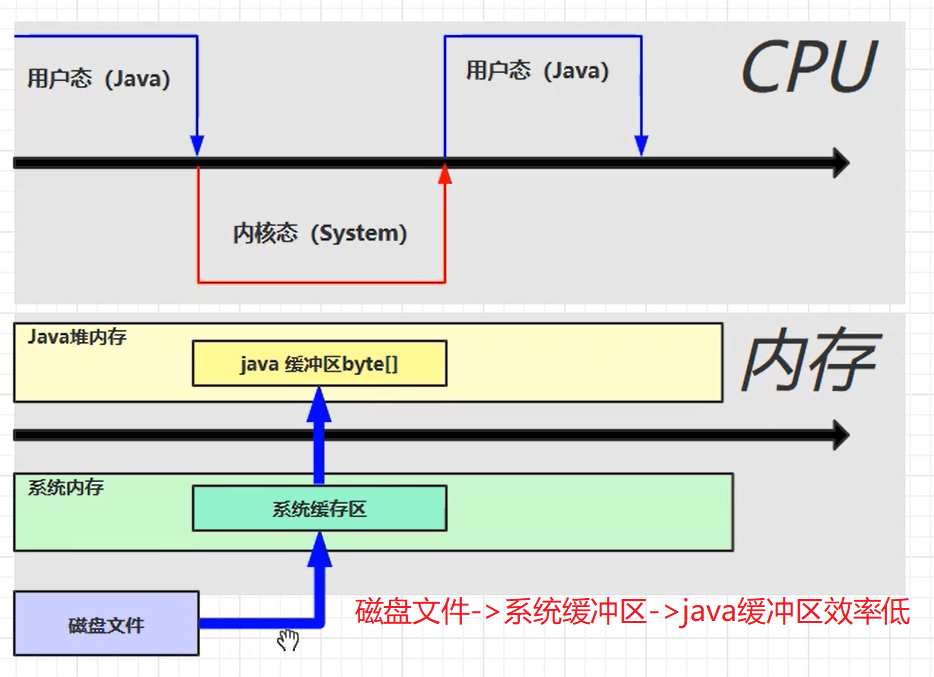 CPU
用户态（Java）
用户态（Java）
内核态（System）
内存
Java堆内存
java 缓冲区byte[]
系统内存
系统缓存区
磁盘文件
磁盘文件->系统缓冲区->java缓冲区效率低